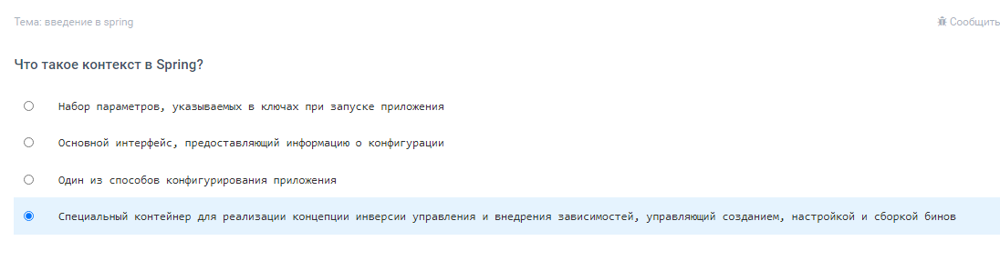 Тема: введение в spring
Сообщить
Что такое контекст в Spring?
Набор параметров, указываемых в ключах при запуске приложения
Основной интерфейс, предоставляющий информацию о конфигурации
Один из способов конфигурирования приложения
Специальный контейнер для реализации концепции инверсии управления и внедрения зависимостей, управляющий созданием, настройкой и сборкой бинов